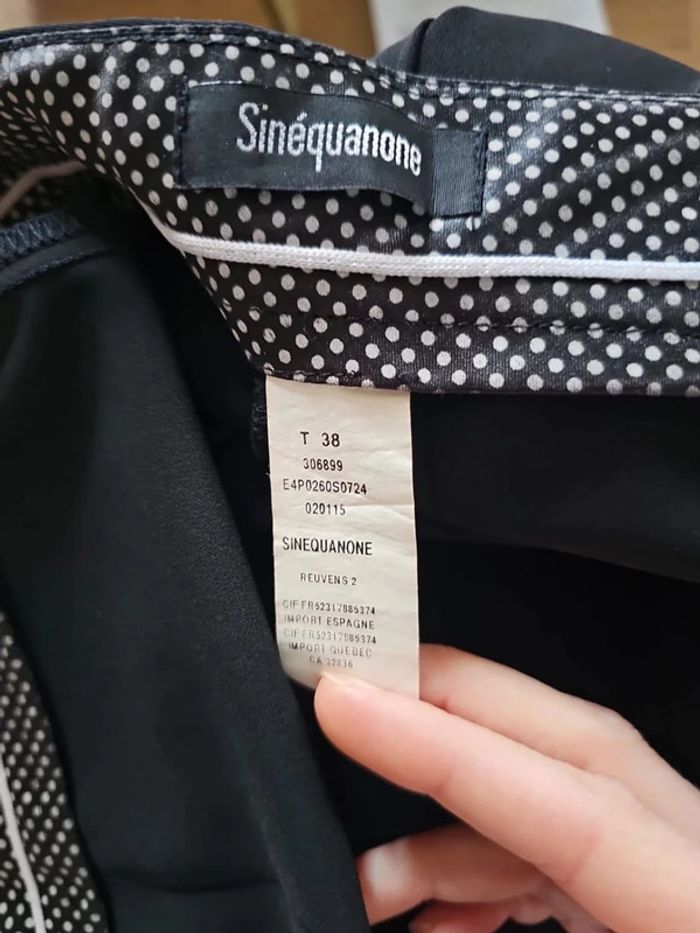 Sinéquanone
T 38
306899
E4P0260S0724
020115
SINEQUANONE
REUVENS 2
CIF FR52317885374
IMPORT ESPAGNE
CIF FR52317885374
IMPORT QUEBEC
CA 32836